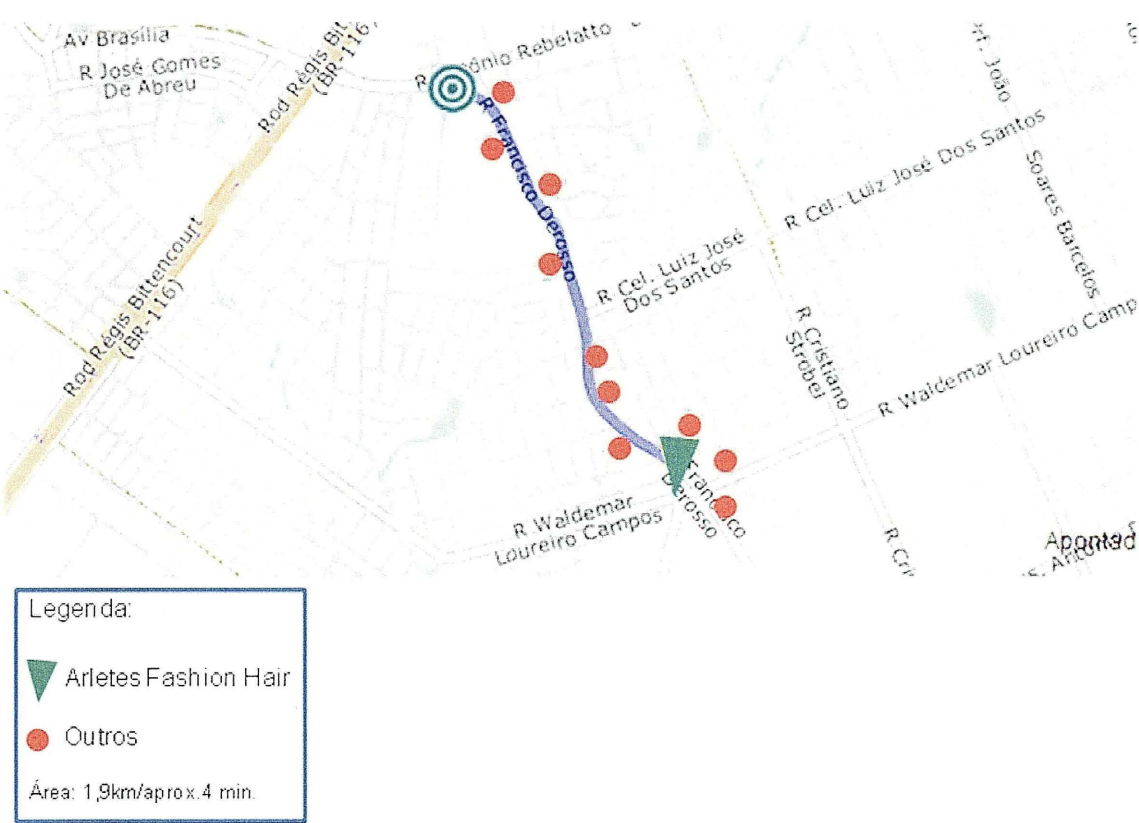 Av Brasília
R José Gomes
De Abreu
Rod Régis
(BR-116)
Rebelatto
R Francisco Derosso
João
Soares Barcelos
R Cel. Luiz José Dos Santos
R Cel. Luiz José
Dos Santos
Rod Régis Bittencourt
(BR-116)
R Cristiano
Strobel
R Waldemar Loureiro Camp
Francisco
Derosso
R Waldemar
Loureiro Campos
Legenda:
Arletes Fashion Hair
Outros
Área: 1,9km/aprox.4 min.